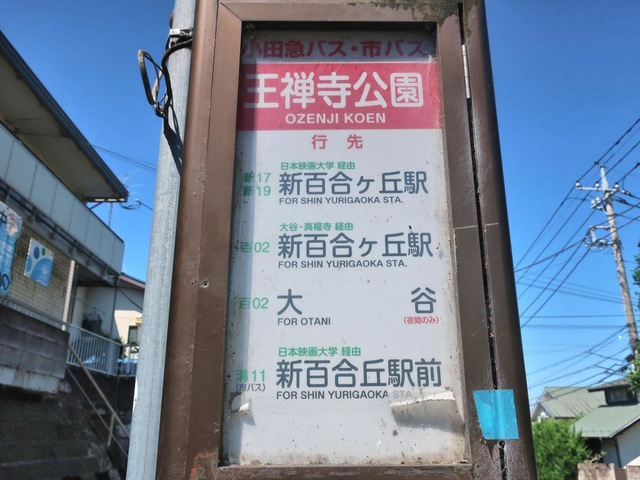 小田急バス・市バス
王禅寺公園
OZENJI KOEN
行先
日本映画大学 経由
新17
新19
新百合ヶ丘駅
FOR SHIN YURIGAOKA STA.
大谷・真福寺 経由
百02 新百合ヶ丘駅
FOR SHIN YURIGAOKA STA.
百02 大谷
FOR OTANI (夜間のみ)
日本映画大学 経由
11 新百合丘駅前
(市バス)
FOR SHIN YURIGAOKA STA.